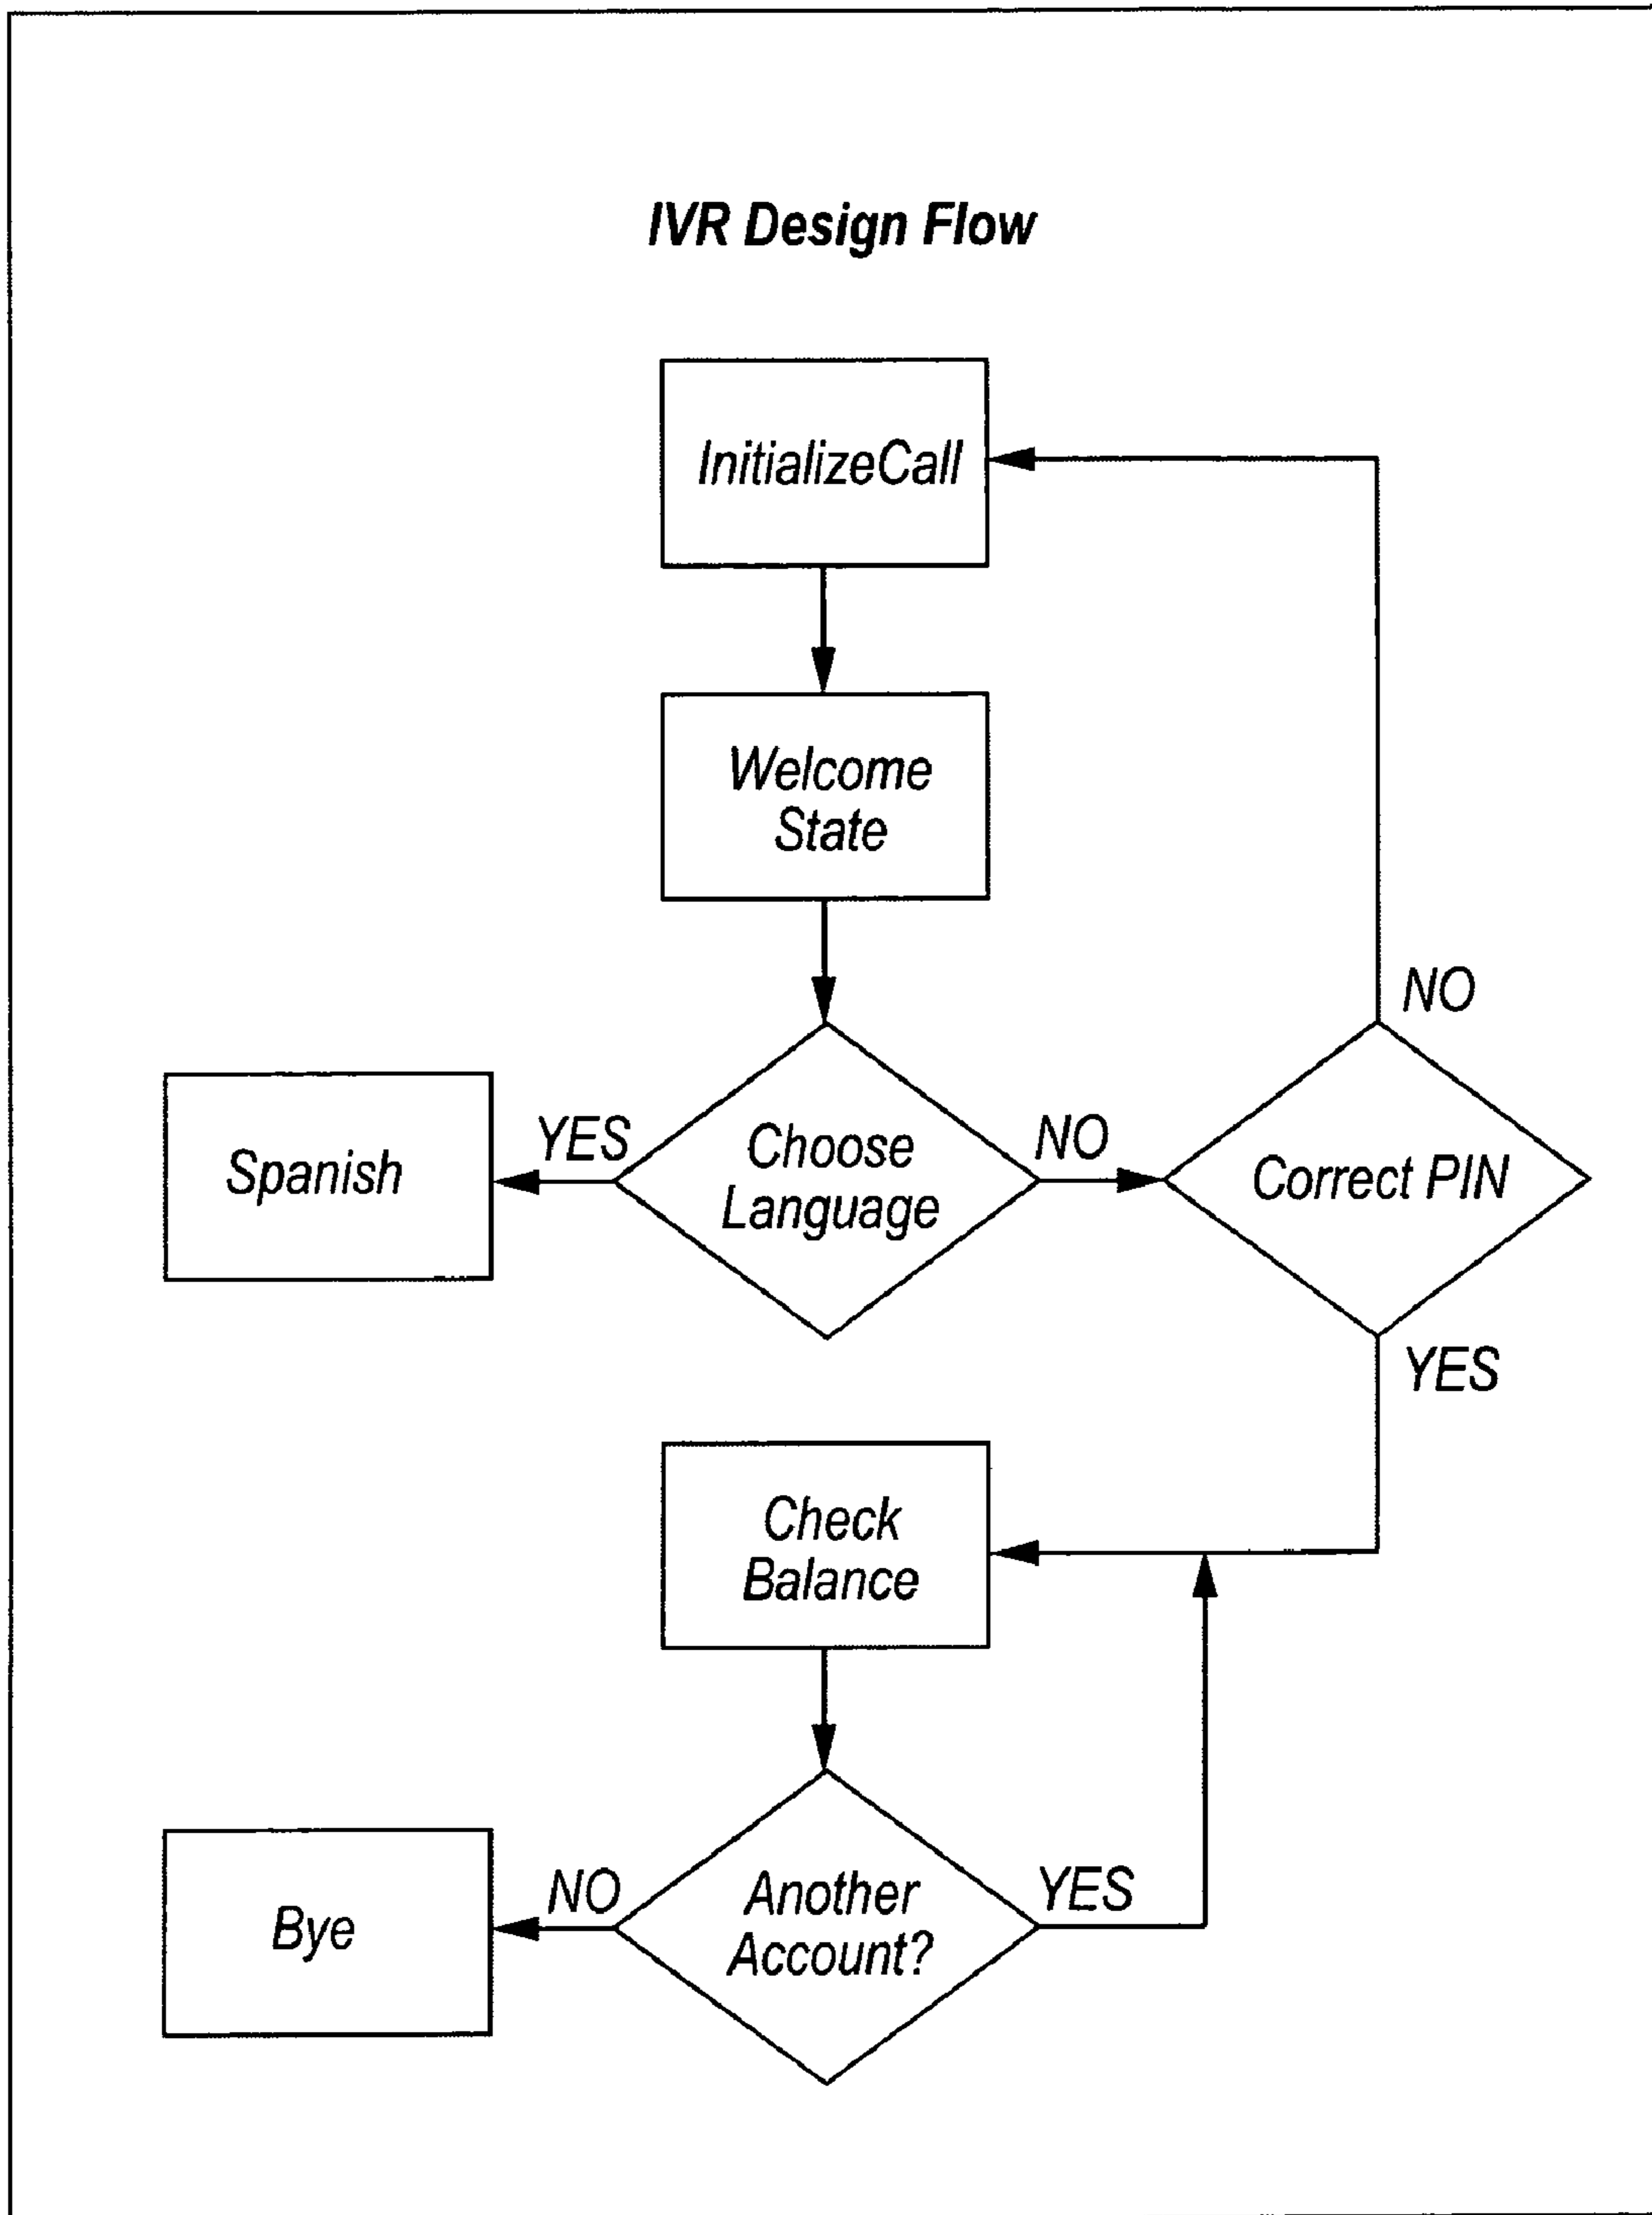 IVR Design Flow
InitializeCall
Welcome
State
NO
YES
Choose
Language
NO
Spanish
Correct PIN
YES
Check
Balance
NO
Another
Account?
YES
Bye